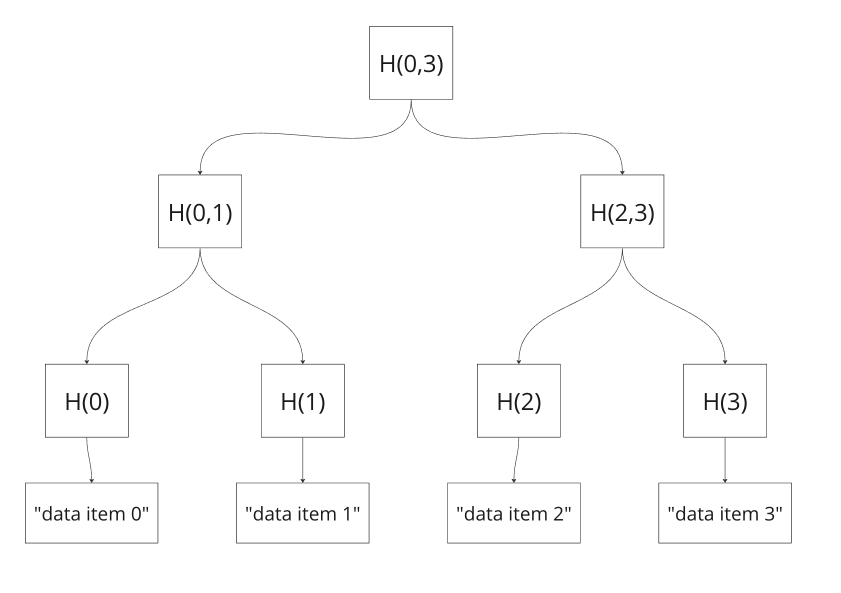 H(0,3)
H(0,1)
H(2,3)
H(0)
H(1)
H(2)
H(3)
"data item 0"
"data item 1"
"data item 2"
"data item 3"